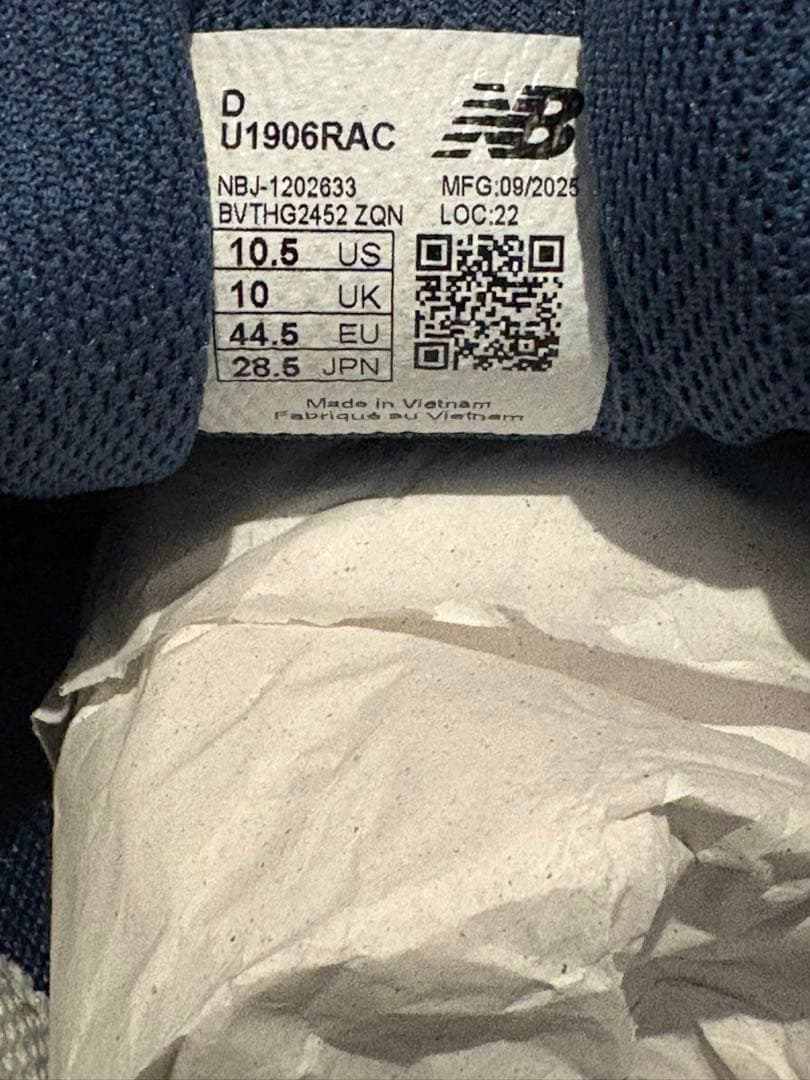 D
U1906RAC
NB
NBJ-1202633 MFG:09/2025
BVTHG2452 ZQN LOC:22
10.5 US
10 UK
44.5 EU
28.5 JPN
Made in Vietnam
Fabriqué au Vietnam